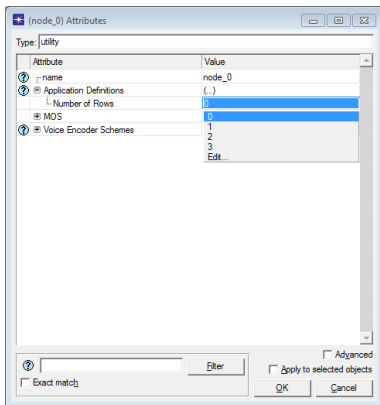 (node_0) Attributes
Type: utility
Attribute Value
name node_0
Application Definitions (...)
Number of Rows 0
MOS 0
Voice Encoder Schemes 1
2
3
Edit...
Advanced
Filter Apply to selected objects
Exact match OK Cancel